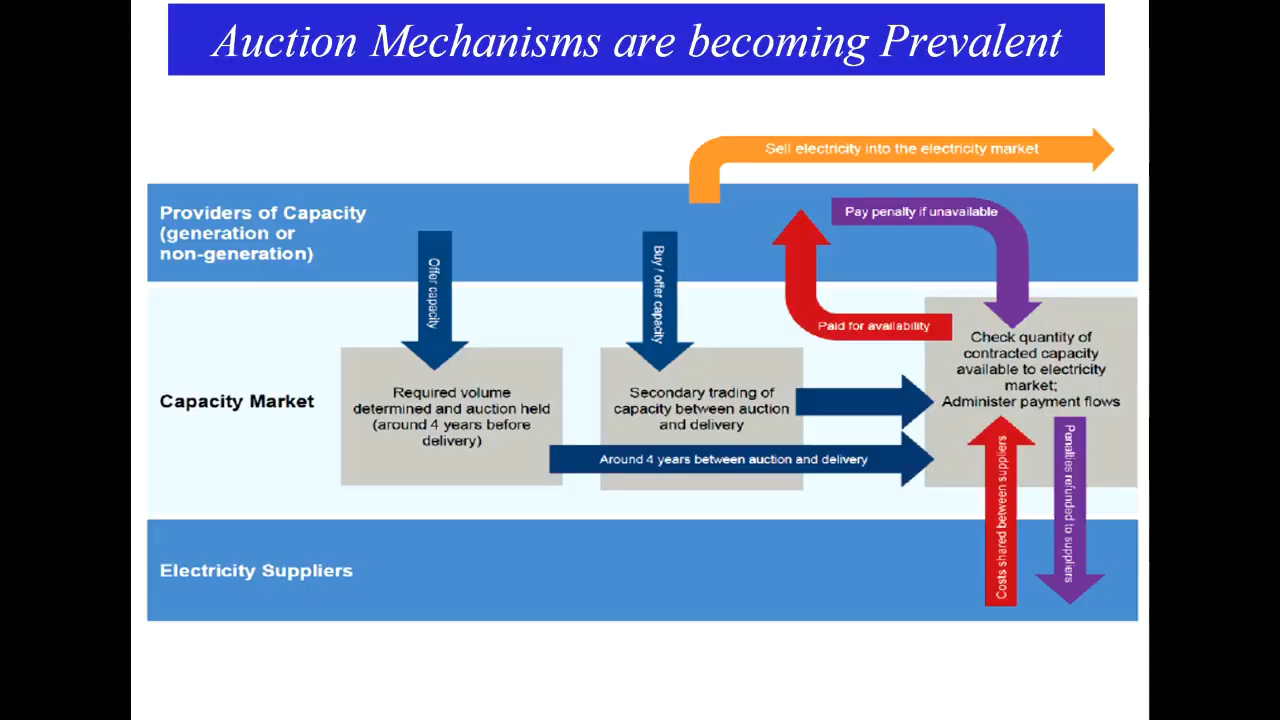 Auction Mechanisms are becoming Prevalent
Sell electricity into the electricity market
Providers of Capacity
(generation or
non-generation)
Pay penalty if unavailable
Offer capacity
Buy / offer capacity
Paid for availability
Capacity Market
Required volume
determined and auction held
(around 4 years before
delivery)
Secondary trading of
capacity between auction
and delivery
Check quantity of
contracted capacity
available to electricity
market;
Administer payment flows
Around 4 years between auction and delivery
Costs shared between suppliers
Penalties refunded to suppliers
Electricity Suppliers